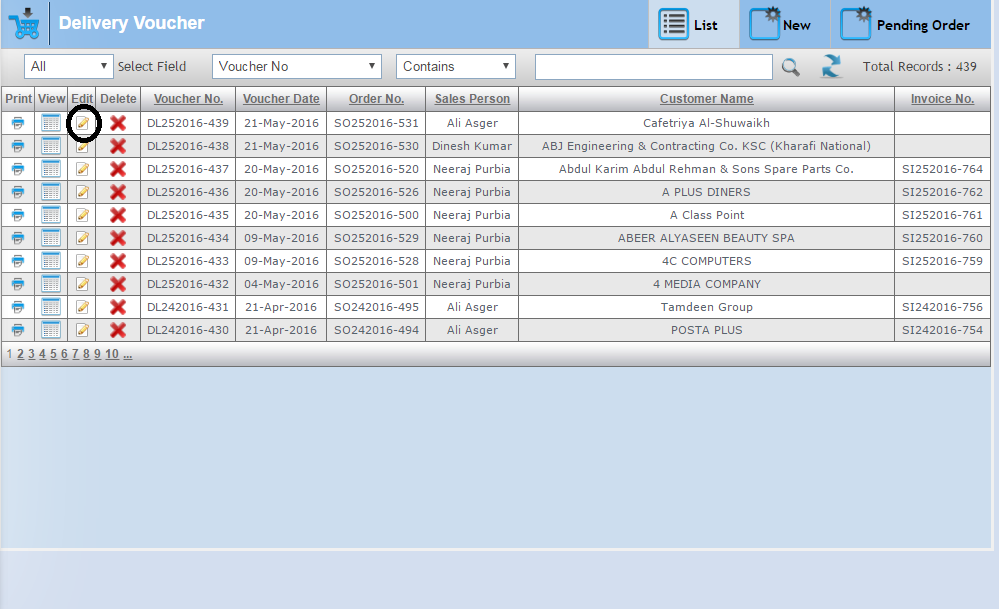 Delivery Voucher List New Pending Order
All Select Field Voucher No Contains Total Records : 439
Print View Edit Delete Voucher No. Voucher Date Order No. Sales Person Customer Name Invoice No.
DL252016-439 21-May-2016 SO252016-531 Ali Asger Cafetriya Al-Shuwaikh
DL252016-438 21-May-2016 SO252016-530 Dinesh Kumar ABJ Engineering & Contracting Co. KSC (Kharafi National)
DL252016-437 20-May-2016 SO252016-520 Neeraj Purbia Abdul Karim Abdul Rehman & Sons Spare Parts Co. SI252016-764
DL252016-436 20-May-2016 SO252016-526 Neeraj Purbia A PLUS DINERS SI252016-762
DL252016-435 20-May-2016 SO252016-500 Neeraj Purbia A Class Point SI252016-761
DL252016-434 09-May-2016 SO252016-529 Neeraj Purbia ABEER ALYASEEN BEAUTY SPA SI252016-760
DL252016-433 09-May-2016 SO252016-528 Neeraj Purbia 4C COMPUTERS SI252016-759
DL252016-432 04-May-2016 SO252016-501 Neeraj Purbia 4 MEDIA COMPANY
DL242016-431 21-Apr-2016 SO242016-495 Ali Asger Tamdeen Group SI242016-756
DL242016-430 21-Apr-2016 SO242016-494 Ali Asger POSTA PLUS SI242016-754
1 2 3 4 5 6 7 8 9 10 ...